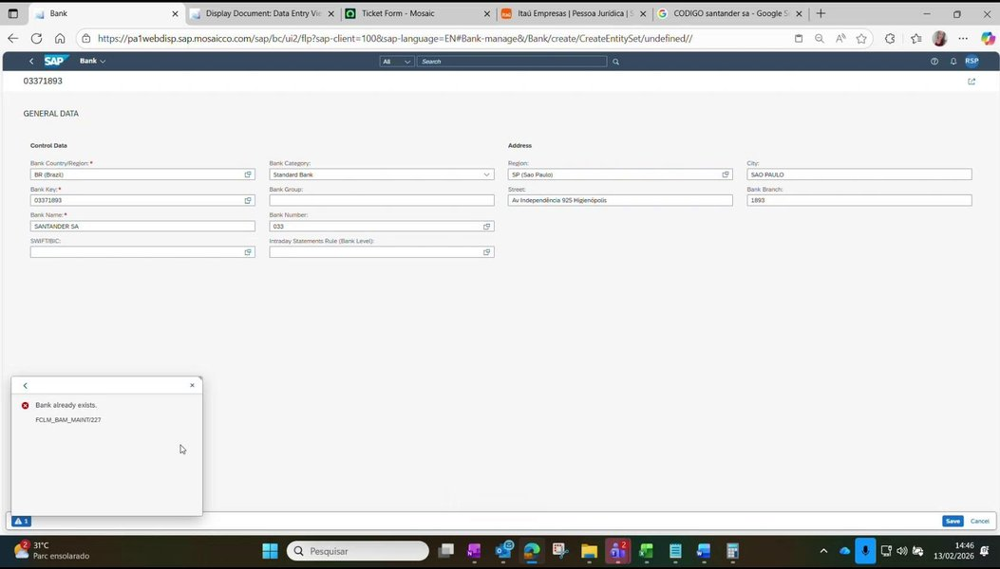 Bank
Display Document: Data Entry Vie
Ticket Form - Mosaic
Itaú Empresas | Pessoa Jurídica | S
CODIGO santander sa - Google S
https://pa1webdisp.sap.mosaicco.com/sap/bc/ui2/flp?sap-client=100&sap-language=EN#Bank-manage&/Bank/create/CreateEntitySet/undefined//
SAP Bank All Search RSP
03371893
GENERAL DATA
Control Data
Address
Bank Country/Region: * Bank Category: Region: City:
BR (Brazil) Standard Bank SP (Sao Paulo) SAO PAULO
Bank Key: * Bank Group: Street: Bank Branch:
03371893 Av Independência 925 Higienópolis 1893
Bank Name: * Bank Number:
SANTANDER SA 033
SWIFT/BIC: Intraday Statements Rule (Bank Level):
Bank already exists.
FCLM_BAM_MAINT/227
1 Save Cancel
2 31°C
Parc ensolarado
Pesquisar
2
14:46
13/02/2026